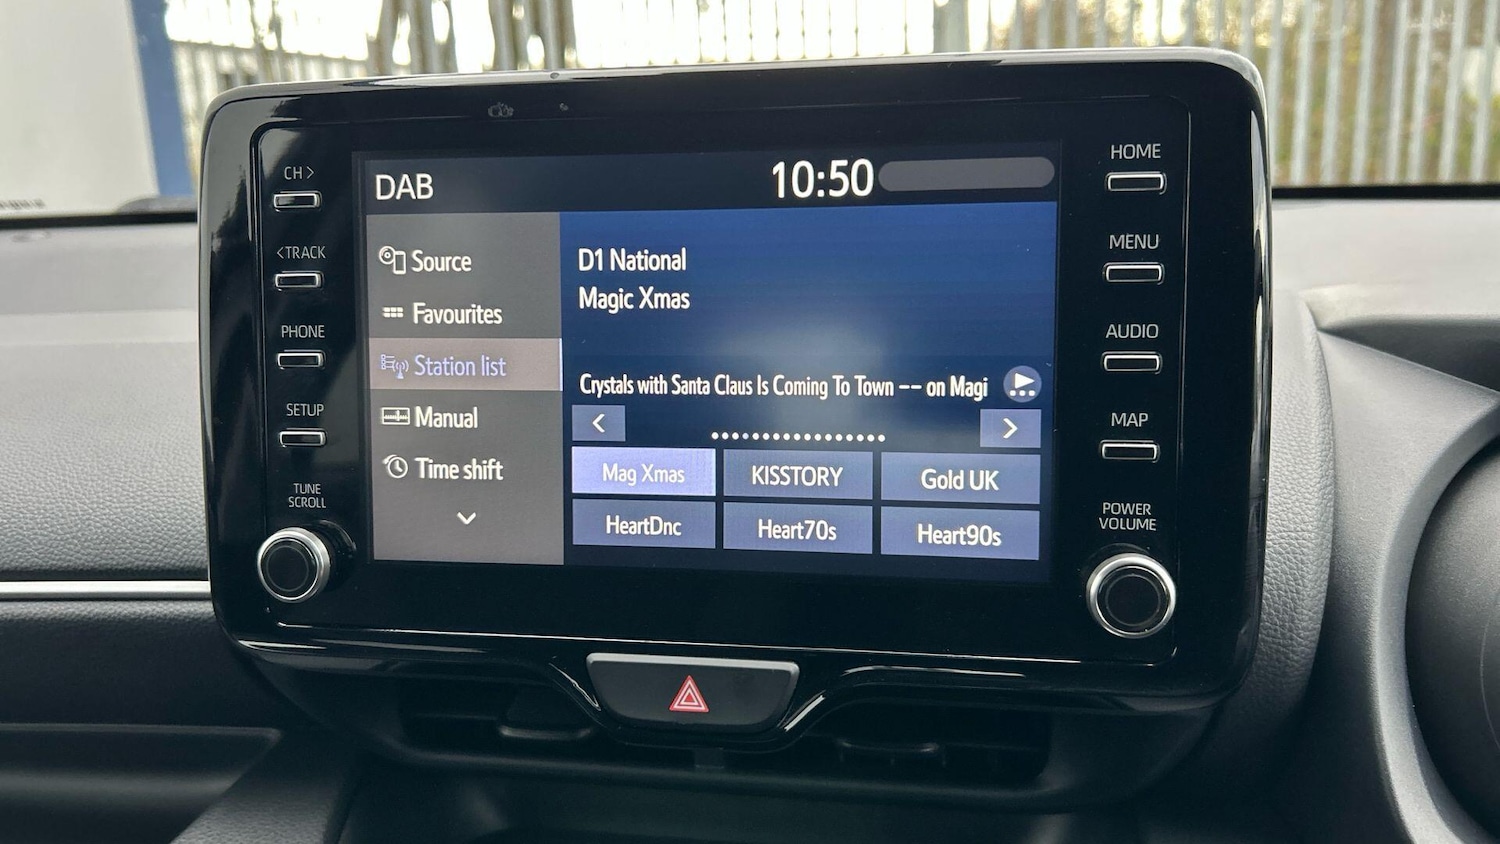 CH >
< TRACK
PHONE
SETUP
TUNE
SCROLL
DAB
10:50
Source
Favourites
Station list
Manual
Time shift
D1 National
Magic Xmas
Crystals with Santa Claus Is Coming To Town –– on Magi
Mag Xmas
KISSTORY
Gold UK
HeartDnc
Heart70s
Heart90s
HOME
MENU
AUDIO
MAP
POWER
VOLUME